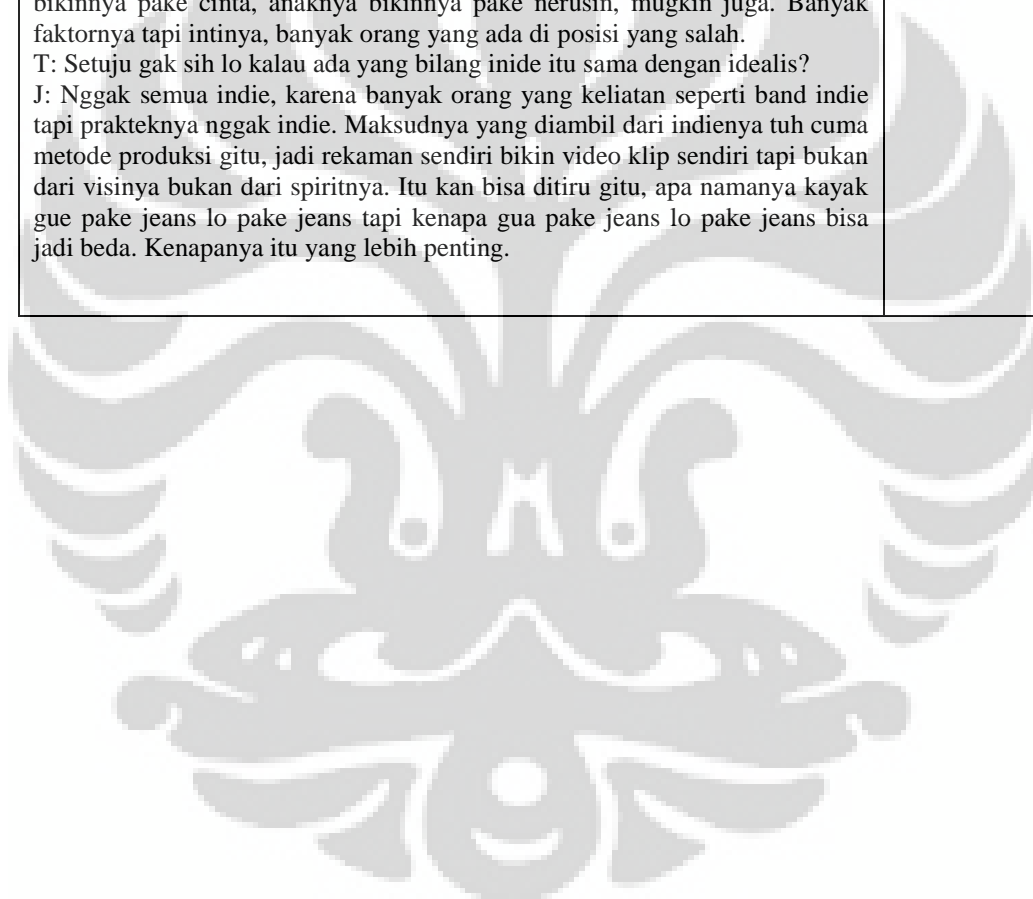 bikinnya pake cinta, anaknya bikinnya pake nerusin, mugkin juga. Banyak
faktornya tapi intinya, banyak orang yang ada di posisi yang salah.
T: Setuju gak sih lo kalau ada yang bilang inide itu sama dengan idealis?
J: Nggak semua indie, karena banyak orang yang keliatan seperti band indie
tapi prakteknya nggak indie. Maksudnya yang diambil dari indienya tuh cuma
metode produksi gitu, jadi rekaman sendiri bikin video klip sendiri tapi bukan
dari visinya bukan dari spiritnya. Itu kan bisa ditiru gitu, apa namanya kayak
gue pake jeans lo pake jeans tapi kenapa gua pake jeans lo pake jeans bisa
jadi beda. Kenapanya itu yang lebih penting.